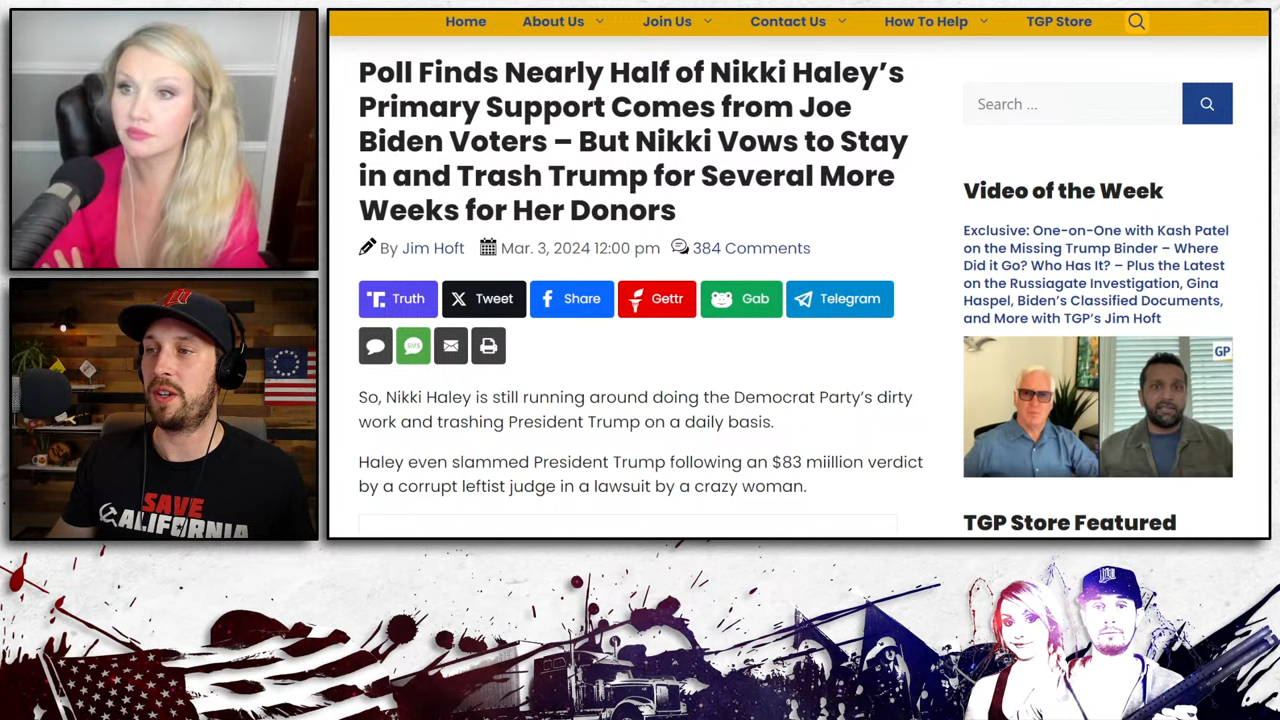 Home About Us Join Us Contact Us How To Help TGP Store
Poll Finds Nearly Half of Nikki Haley’s
Primary Support Comes from Joe
Biden Voters – But Nikki Vows to Stay
in and Trash Trump for Several More
Weeks for Her Donors
By Jim Hoft Mar. 3, 2024 12:00 pm 384 Comments
Truth Tweet Share Gettr Gab Telegram
SMS
So, Nikki Haley is still running around doing the Democrat Party’s dirty
work and trashing President Trump on a daily basis.
Haley even slammed President Trump following an $83 miillion verdict
by a corrupt leftist judge in a lawsuit by a crazy woman.
Search ...
Video of the Week
Exclusive: One-on-One with Kash Patel
on the Missing Trump Binder – Where
Did it Go? Who Has It? – Plus the Latest
on the Russiagate Investigation, Gina
Haspel, Biden’s Classified Documents,
and More with TGP’s Jim Hoft
GP
TGP Store Featured
SAVE
CALIFORNIA